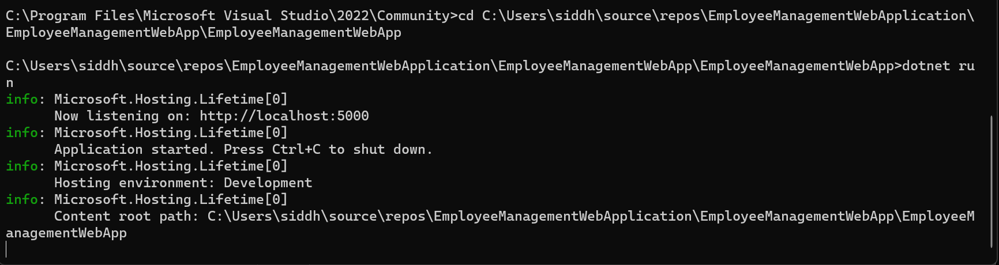 C:\Program Files\Microsoft Visual Studio\2022\Community>cd C:\Users\siddh\source\repos\EmployeeManagementWebApplication\
EmployeeManagementWebApp\EmployeeManagementWebApp
C:\Users\siddh\source\repos\EmployeeManagementWebApplication\EmployeeManagementWebApp\EmployeeManagementWebApp>dotnet ru
n
info: Microsoft.Hosting.Lifetime[0]
Now listening on: http://localhost:5000
info: Microsoft.Hosting.Lifetime[0]
Application started. Press Ctrl+C to shut down.
info: Microsoft.Hosting.Lifetime[0]
Hosting environment: Development
info: Microsoft.Hosting.Lifetime[0]
Content root path: C:\Users\siddh\source\repos\EmployeeManagementWebApplication\EmployeeManagementWebApp\EmployeeM
anagementWebApp